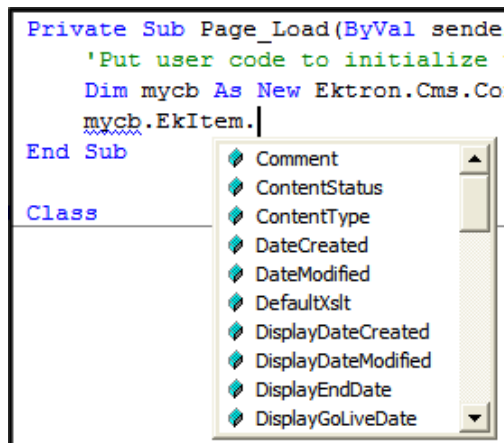 Private Sub Page_Load(ByVal sende
'Put user code to initialize
Dim mycb As New Ektron.Cms.Co
mycb.EkItem.
End Sub
Comment
ContentStatus
ContentType
Class
DateCreated
DateModified
DefaultXslt
DisplayDateCreated
DisplayDateModified
DisplayEndDate
DisplayGoLiveDate